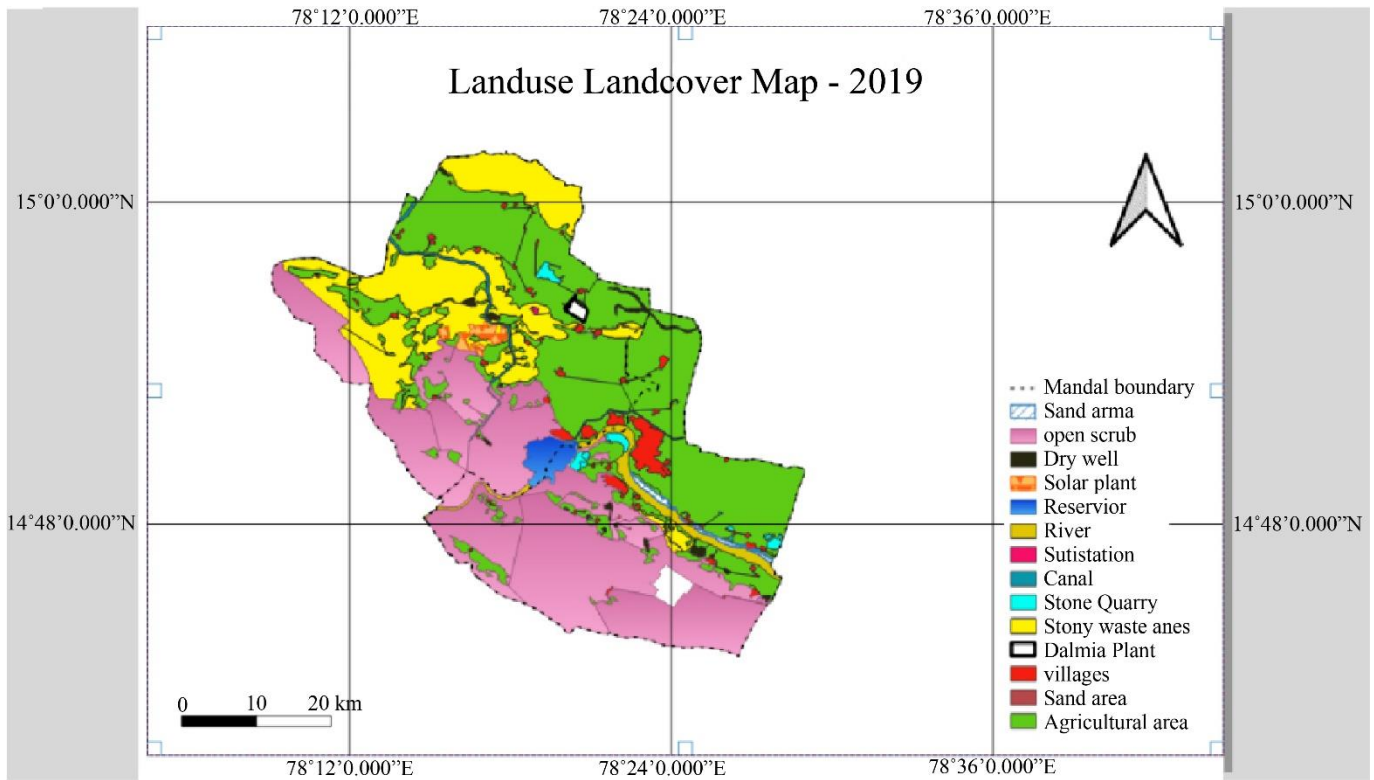 78°12’0.000”E 78°24’0.000”E 78°36’0.000”E
Landuse Landcover Map - 2019
15°0’0.000”N 15°0’0.000”N
Mandal boundary
Sand arma
open scrub
Dry well
Solar plant
Reservior
River
Sutistation
Canal
Stone Quarry
Stony waste anes
Dalmia Plant
villages
Sand area
Agricultural area
14°48’0.000”N 14°48’0.000”N
0 10 20 km
78°12’0.000”E 78°24’0.000”E 78°36’0.000”E